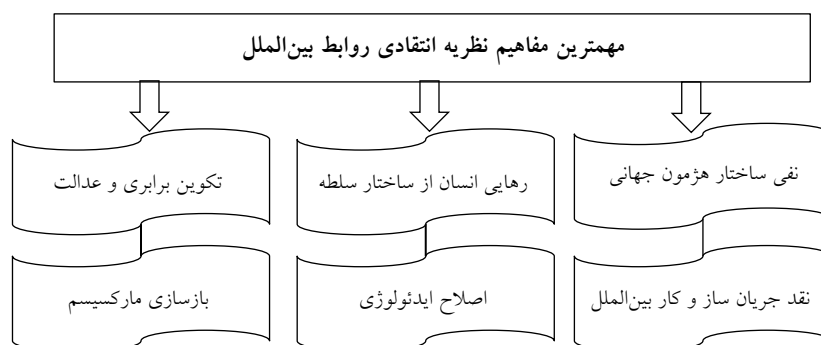 مهمترین مفاهیم نظریه انتقادی روابط بین‌الملل
نفی ساختار هژمون جهانی
رهایی انسان از ساختار سلطه
تکوین برابری و عدالت
نقد جریان ساز و کار بین‌الملل
اصلاح ایدئولوژی
بازسازی مارکسیسم